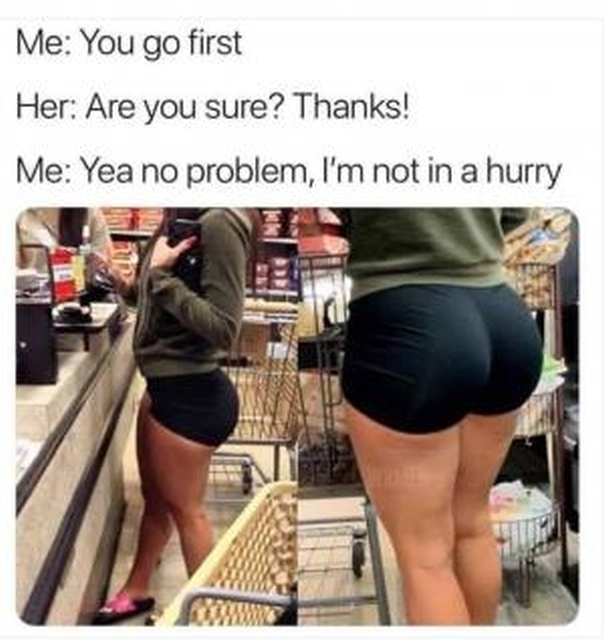 Me: You go first
Her: Are you sure? Thanks!
Me: Yea no problem, I'm not in a hurry